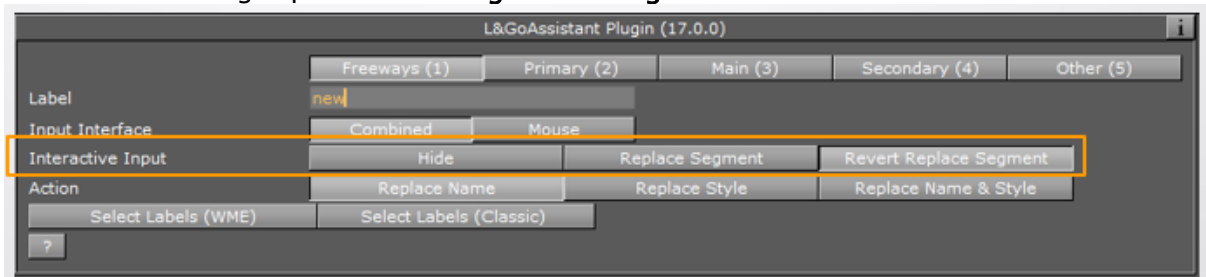 L&GoAssistant Plugin (17.0.0) i
Freeways (1) Primary (2) Main (3) Secondary (4) Other (5)
Label new
Input Interface Combined Mouse
Interactive Input Hide Replace Segment Revert Replace Segment
Action Replace Name Replace Style Replace Name & Style
Select Labels (WME) Select Labels (Classic)
?